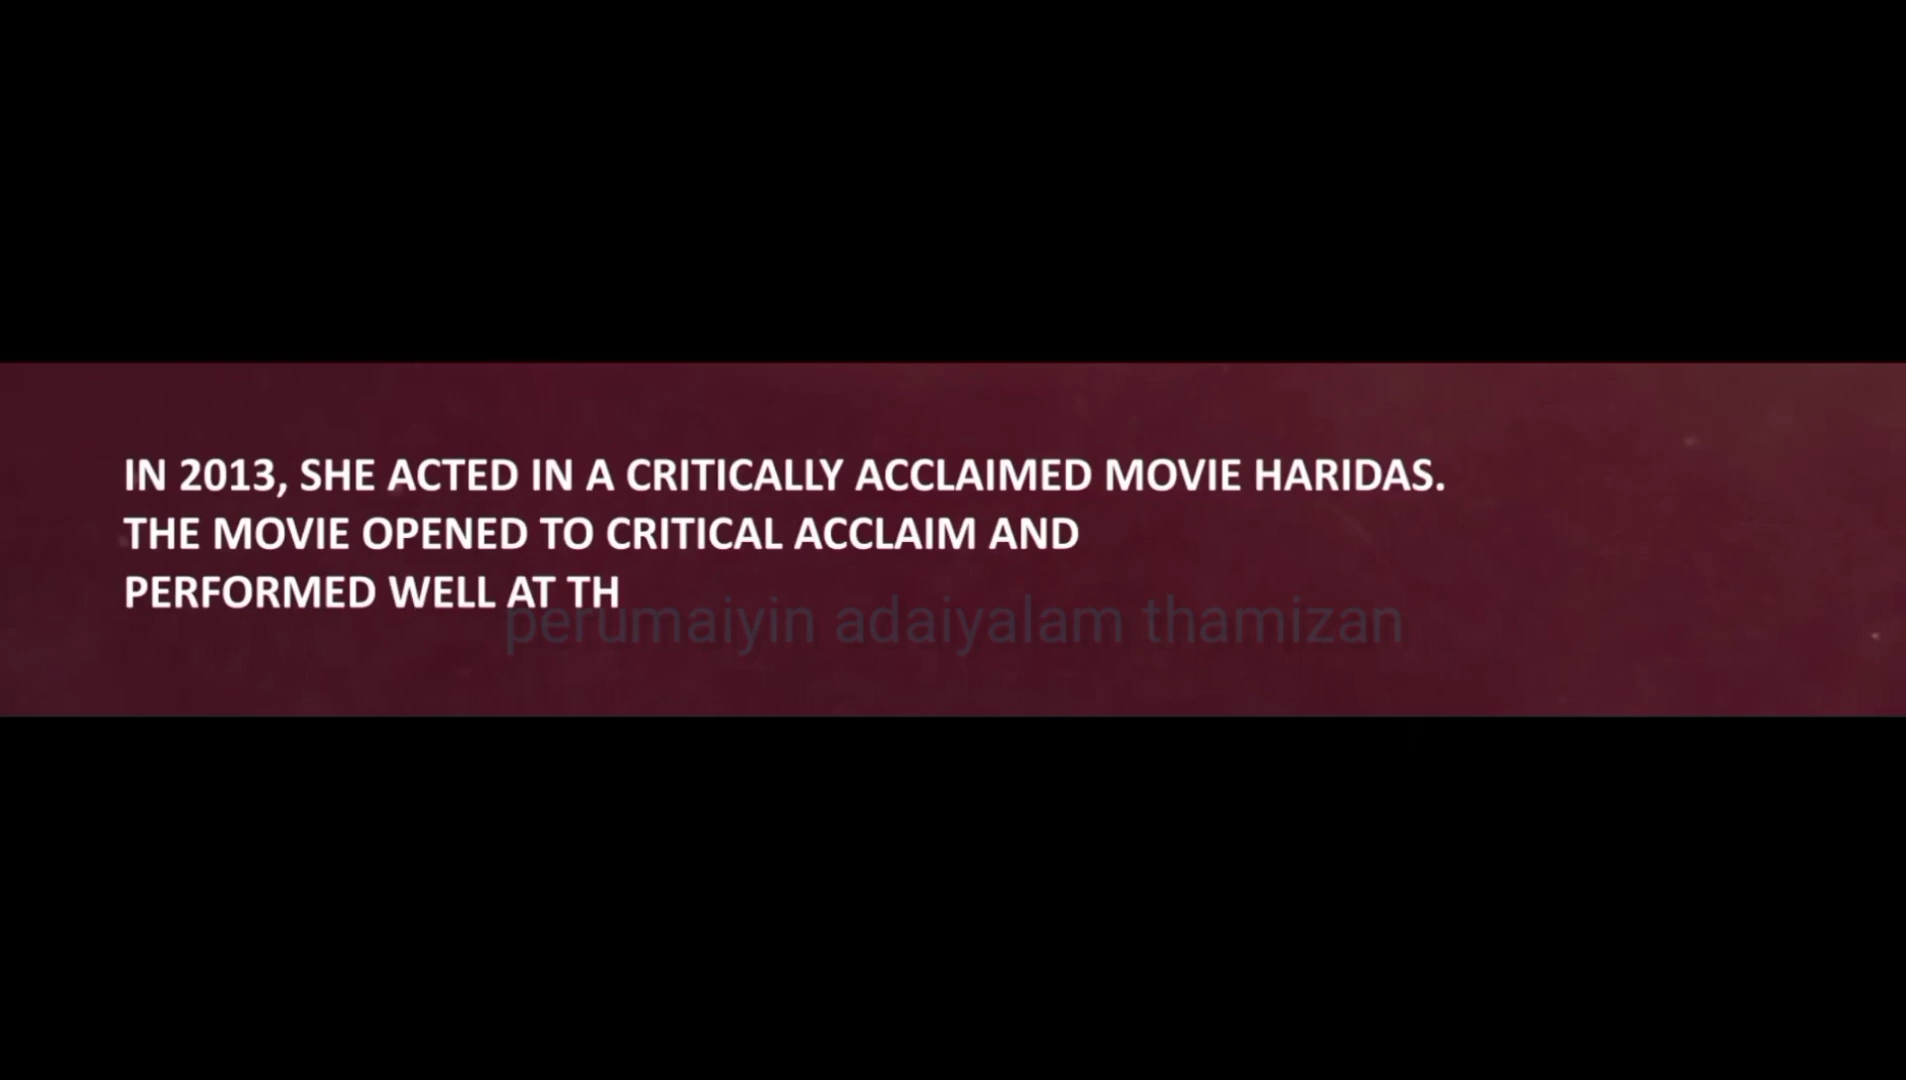 IN 2013, SHE ACTED IN A CRITICALLY ACCLAIMED MOVIE HARIDAS.
THE MOVIE OPENED TO CRITICAL ACCLAIM AND
PERFORMED WELL AT TH
perumaiyin adaiyalam thamizan